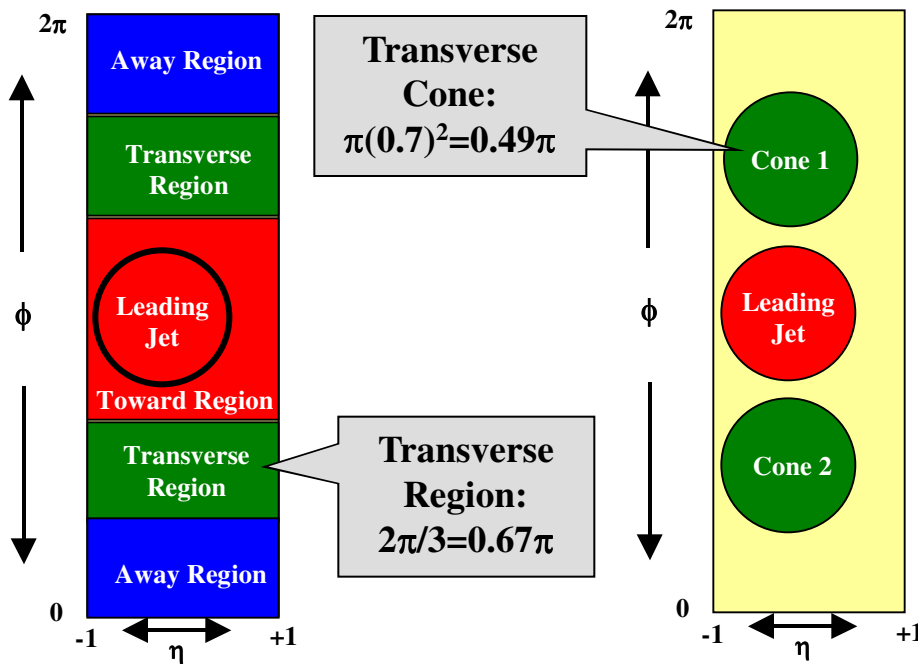 2π
Away Region
Transverse
Region
ϕ
Leading
Jet
Toward Region
Transverse
Region
Away Region
0
-1
+1
η
Transverse
Cone:
π(0.7)²=0.49π
Transverse
Region:
2π/3=0.67π
2π
Cone 1
ϕ
Leading
Jet
Cone 2
0
-1
+1
η